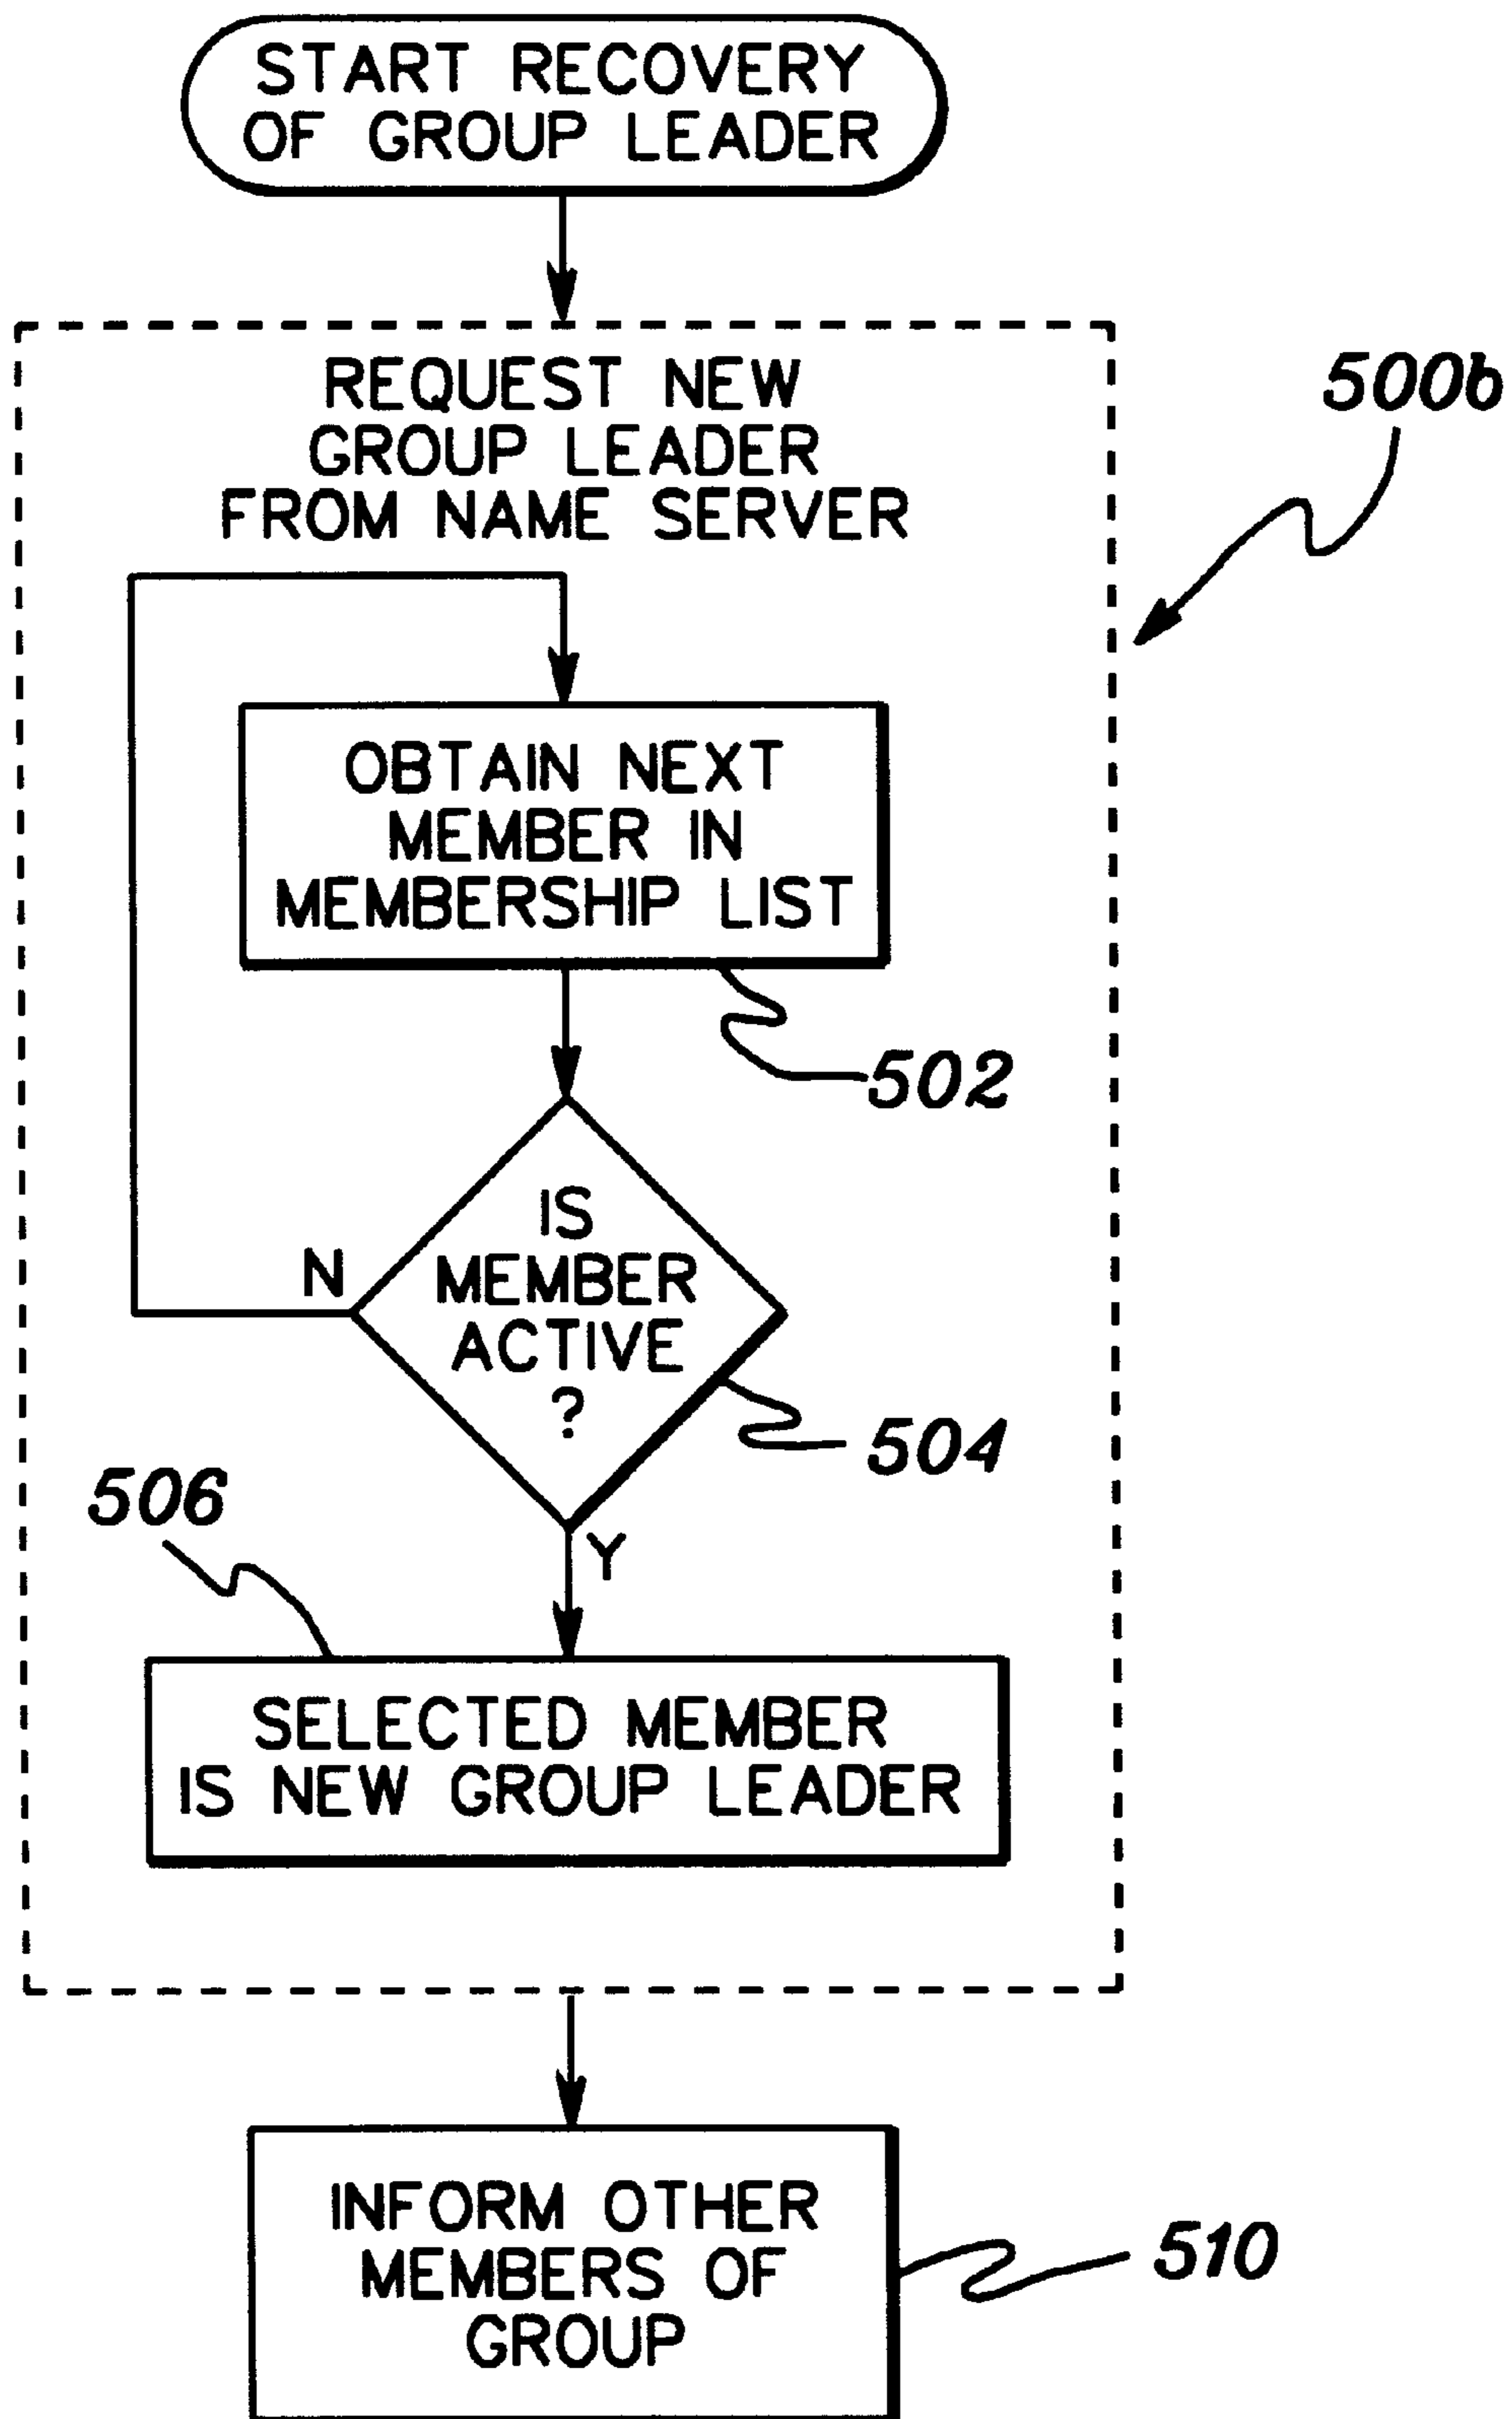 START RECOVERY
OF GROUP LEADER
REQUEST NEW
GROUP LEADER
FROM NAME SERVER
500b
OBTAIN NEXT
MEMBER IN
MEMBERSHIP LIST
502
IS
MEMBER
ACTIVE
?
N
504
506
Y
SELECTED MEMBER
IS NEW GROUP LEADER
INFORM OTHER
MEMBERS OF
GROUP
510